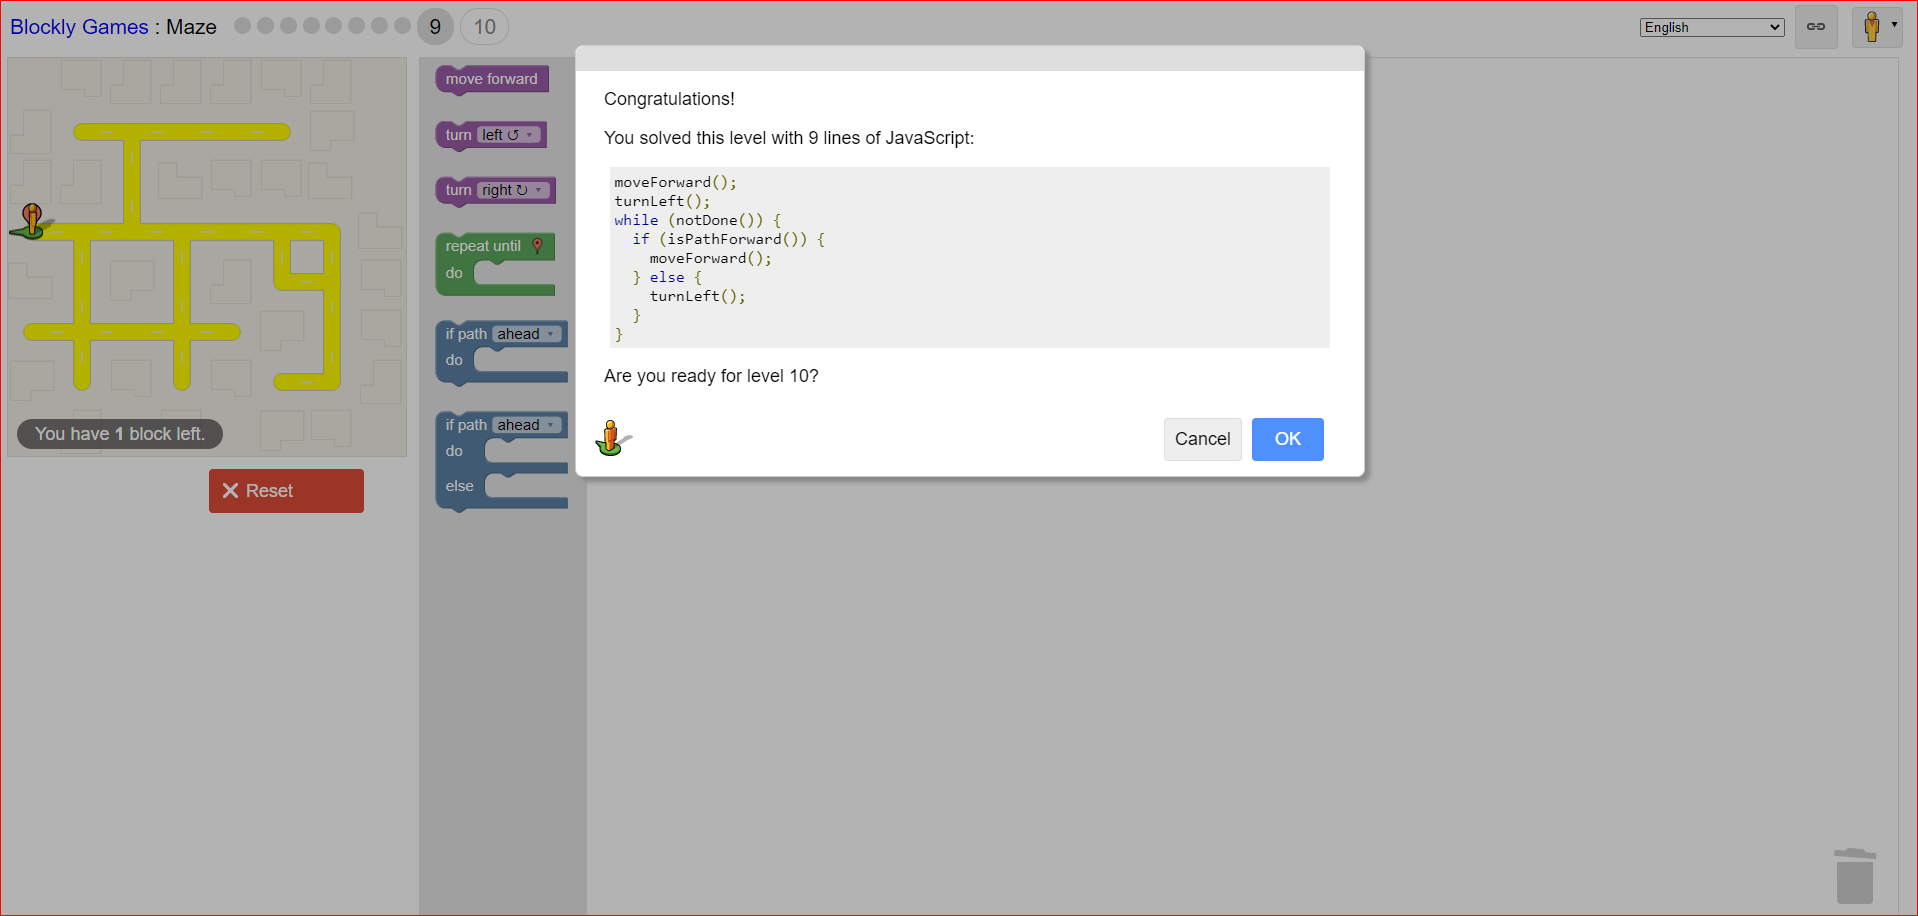 Blockly Games : Maze 9 10 English
move forward
turn left ↺
turn right ↻
repeat until
do
if path ahead
do
if path ahead
do
else
You have 1 block left.
Reset
Congratulations!
You solved this level with 9 lines of JavaScript:
moveForward();
turnLeft();
while (notDone()) {
  if (isPathForward()) {
    moveForward();
  } else {
    turnLeft();
  }
}
Are you ready for level 10?
Cancel OK